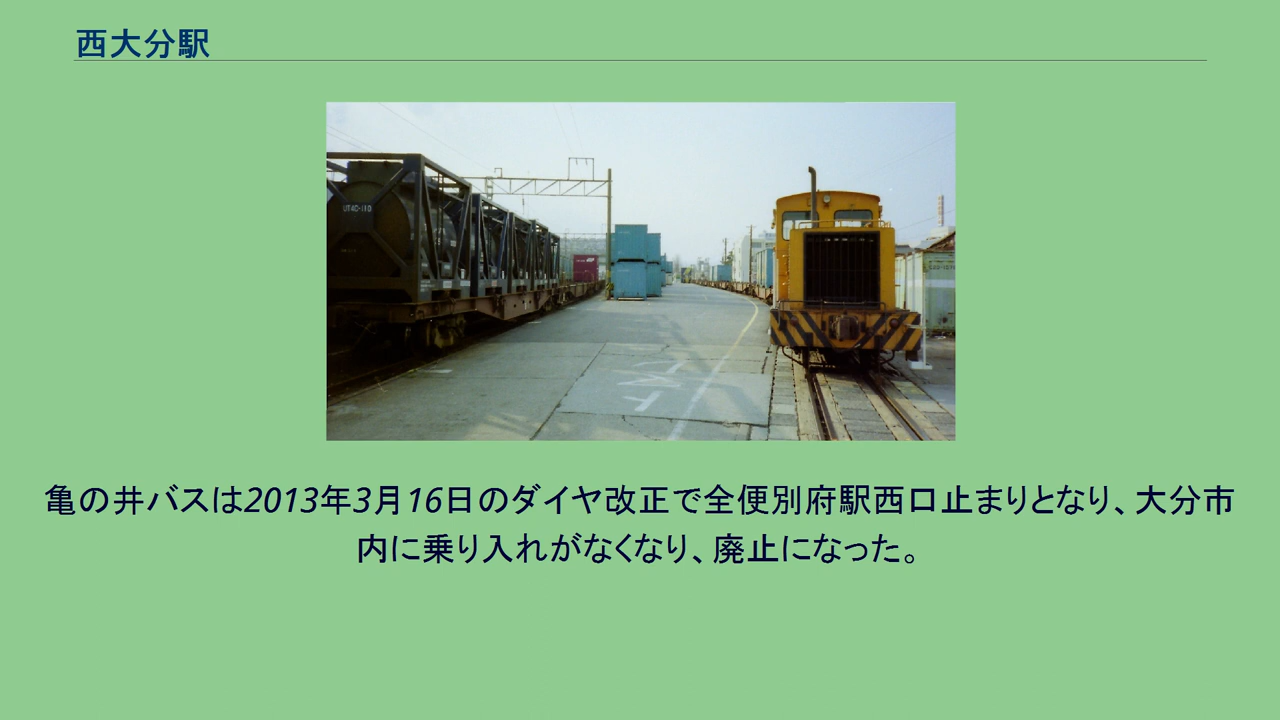 西大分駅
UT4C-110
亀の井バスは2013年3月16日のダイヤ改正で全便別府駅西口止まりとなり、大分市
内に乗り入れがなくなり、廃止になった。